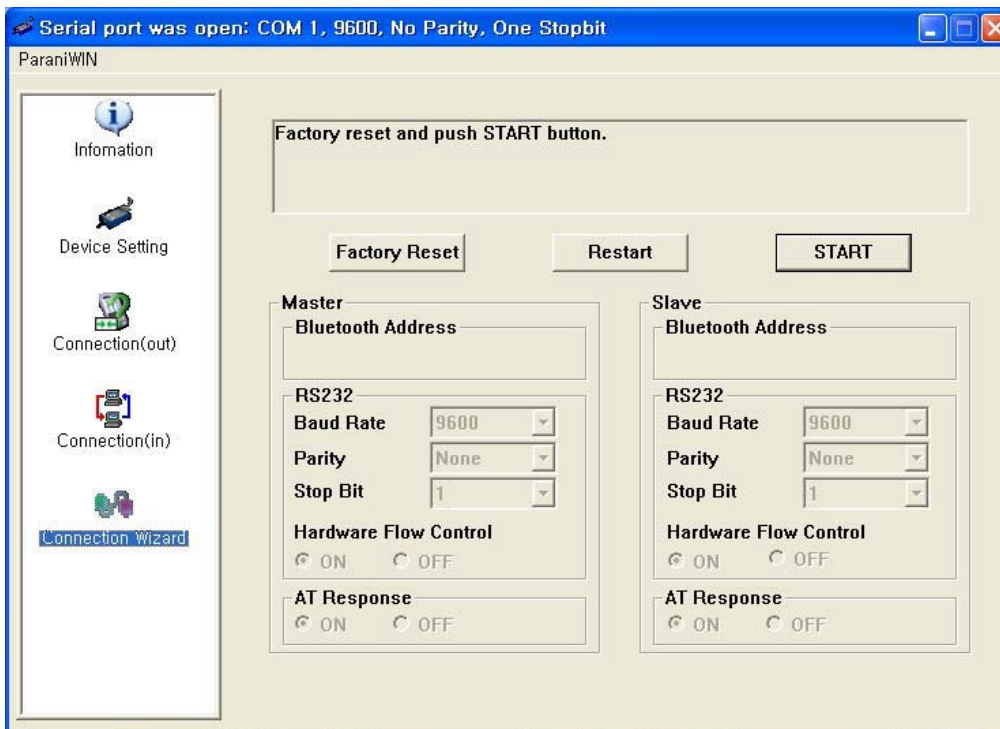 Serial port was open: COM 1, 9600, No Parity, One Stopbit
ParaniWIN
Infomation
Device Setting
Connection(out)
Connection(in)
Connection Wizard
Factory reset and push START button.
Factory Reset
Restart
START
Master
Bluetooth Address
RS232
Baud Rate 9600
Parity None
Stop Bit 1
Hardware Flow Control
ON OFF
AT Response
ON OFF
Slave
Bluetooth Address
RS232
Baud Rate 9600
Parity None
Stop Bit 1
Hardware Flow Control
ON OFF
AT Response
ON OFF